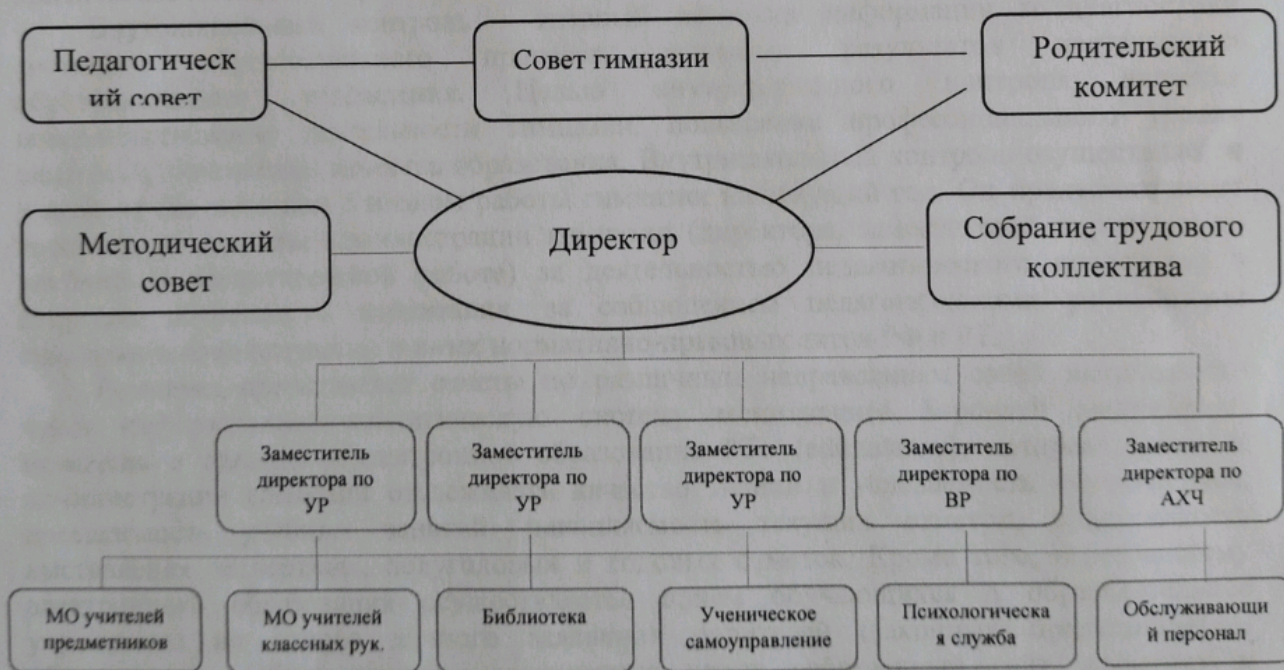 Педагогическ
ий совет
Совет гимназии
Родительский
комитет
Методический
совет
Директор
Собрание трудового
коллектива
Заместитель
директора по
УР
Заместитель
директора по
УР
Заместитель
директора по
УР
Заместитель
директора по
ВР
Заместитель
директора по
АХЧ
МО учителей
предметников
МО учителей
классных рук.
Библиотека
Ученическое
самоуправление
Психологическа
я служба
Обслуживающи
й персонал